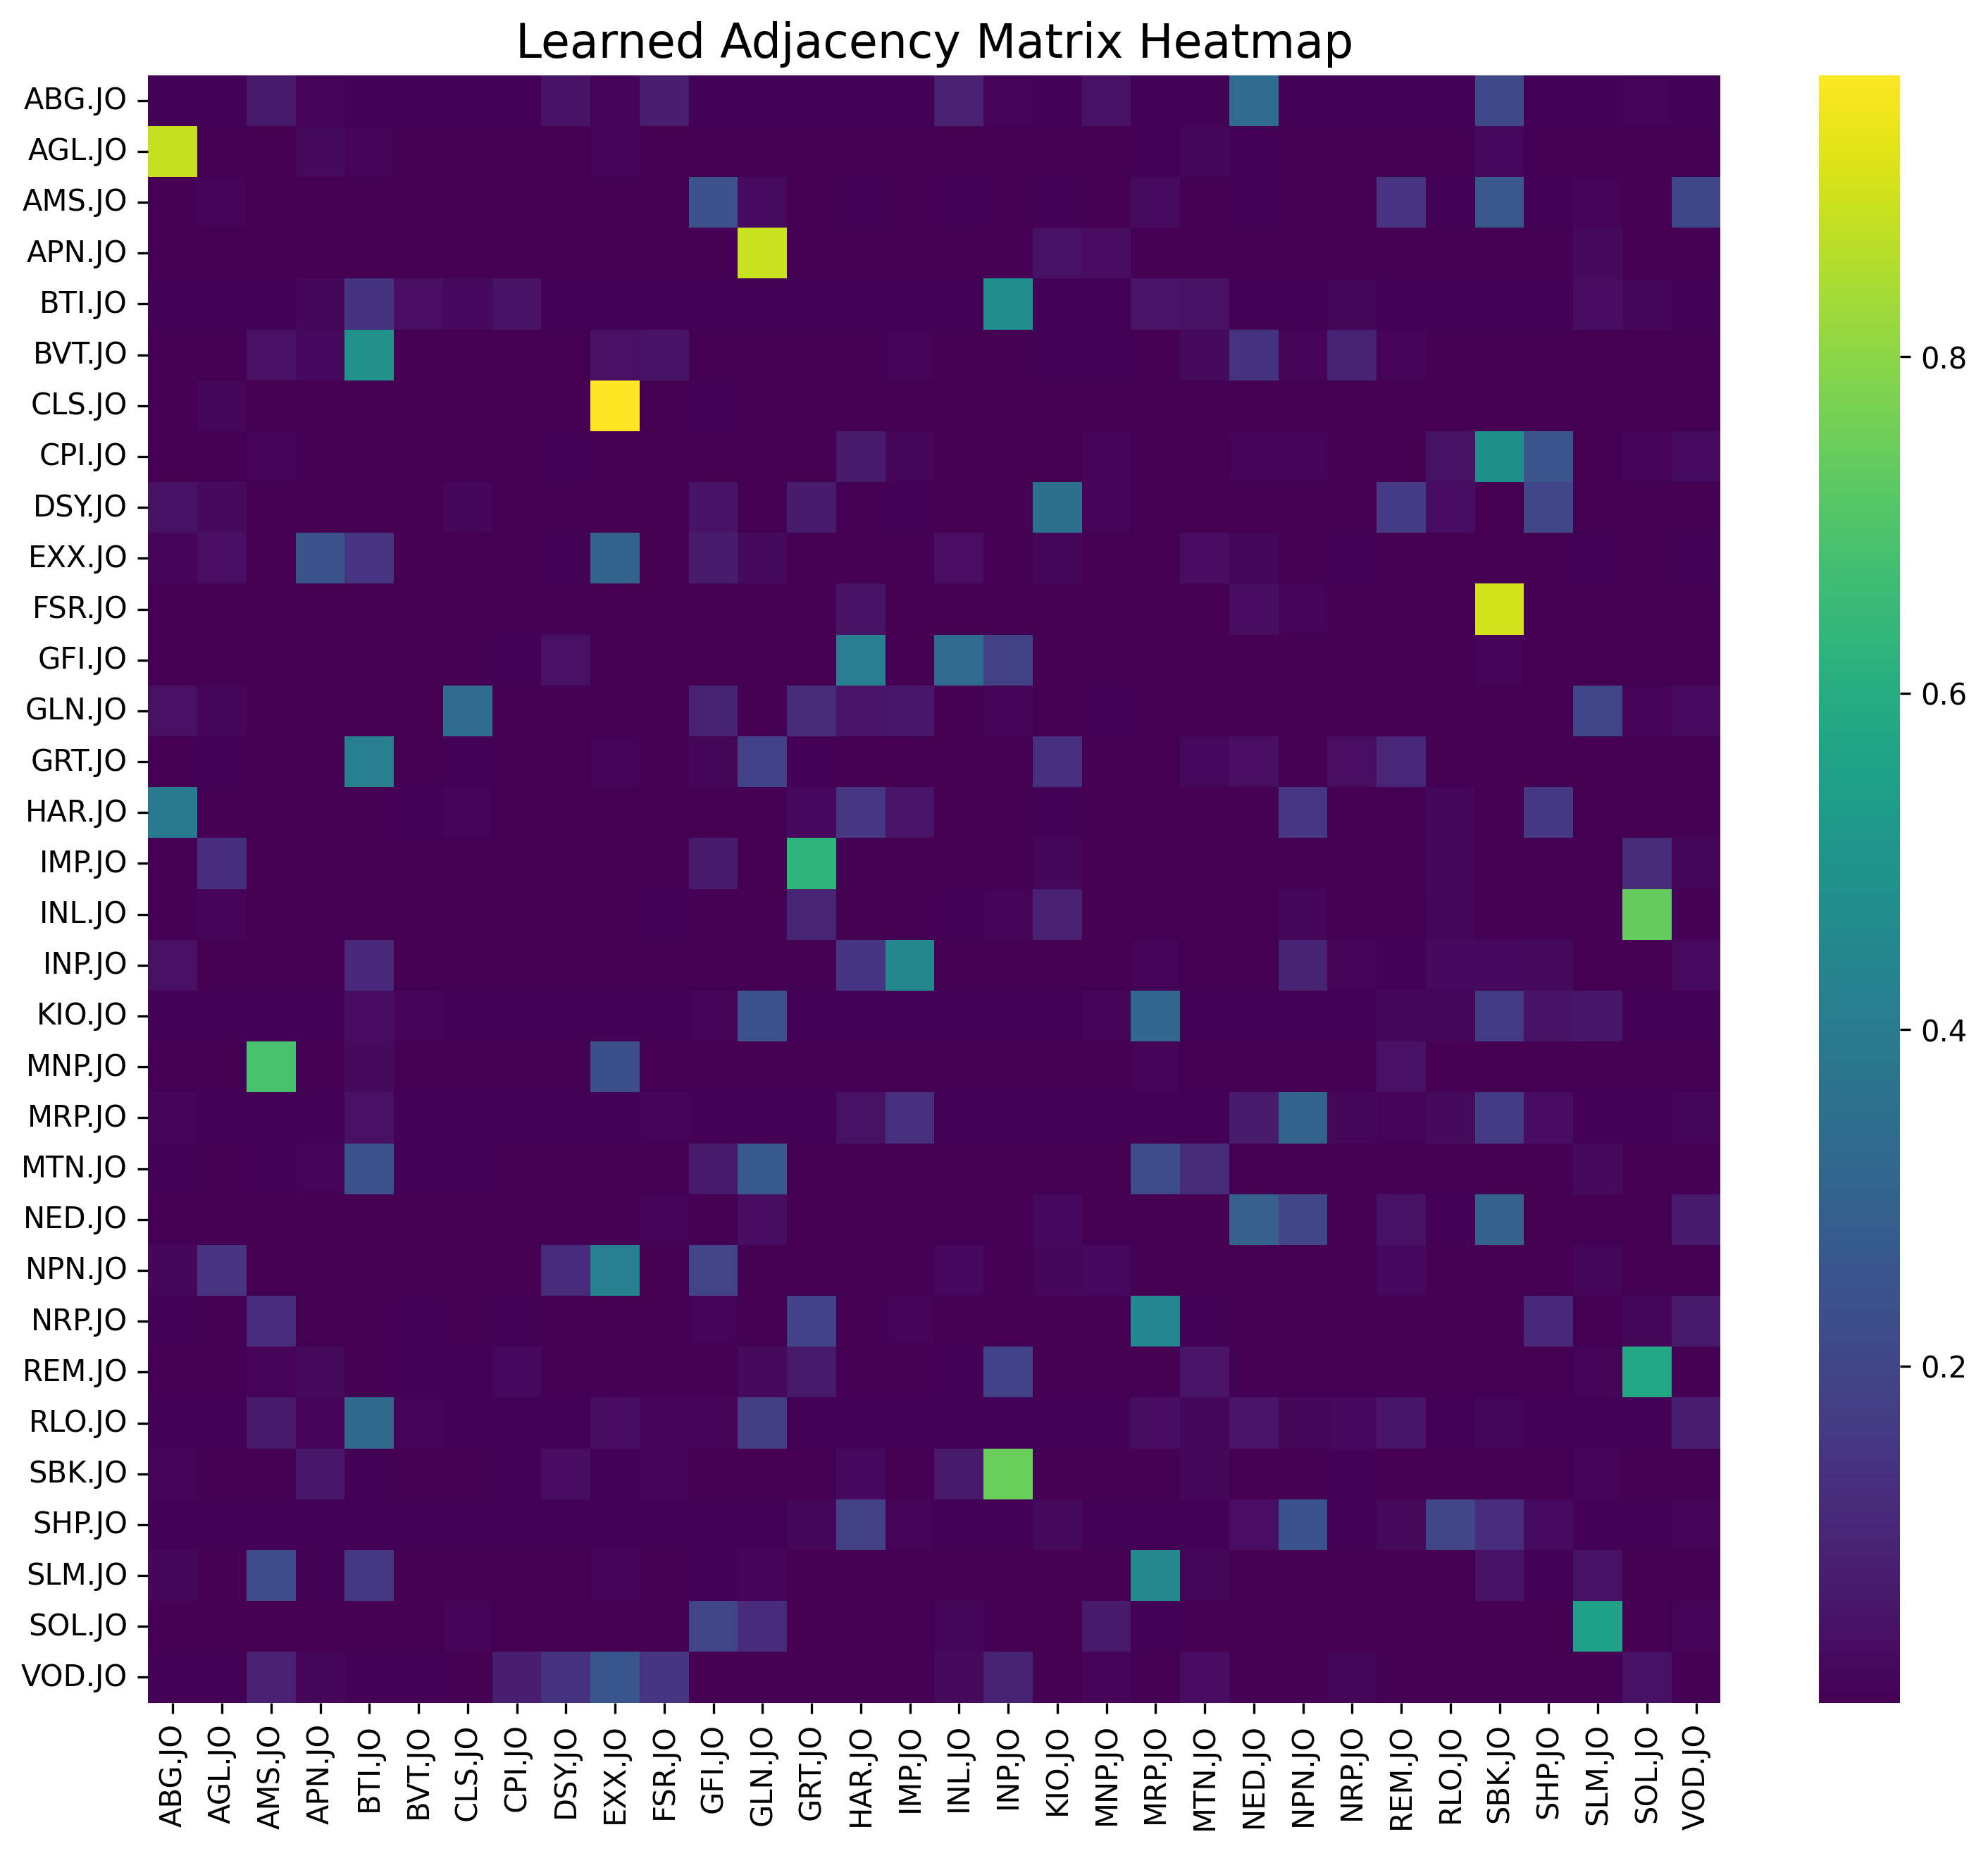 Learned Adjacency Matrix Heatmap
ABG.JO
AGL.JO
AMS.JO
APN.JO
BTI.JO
BVT.JO
CLS.JO
CPI.JO
DSY.JO
EXX.JO
FSR.JO
GFI.JO
GLN.JO
GRT.JO
HAR.JO
IMP.JO
INL.JO
INP.JO
KIO.JO
MNP.JO
MRP.JO
MTN.JO
NED.JO
NPN.JO
NRP.JO
REM.JO
RLO.JO
SBK.JO
SHP.JO
SLM.JO
SOL.JO
VOD.JO
ABG.JO AGL.JO AMS.JO APN.JO BTI.JO BVT.JO CLS.JO CPI.JO DSY.JO EXX.JO FSR.JO GFI.JO GLN.JO GRT.JO HAR.JO IMP.JO INL.JO INP.JO KIO.JO MNP.JO MRP.JO MTN.JO NED.JO NPN.JO NRP.JO REM.JO RLO.JO SBK.JO SHP.JO SLM.JO SOL.JO VOD.JO
0.8
0.6
0.4
0.2